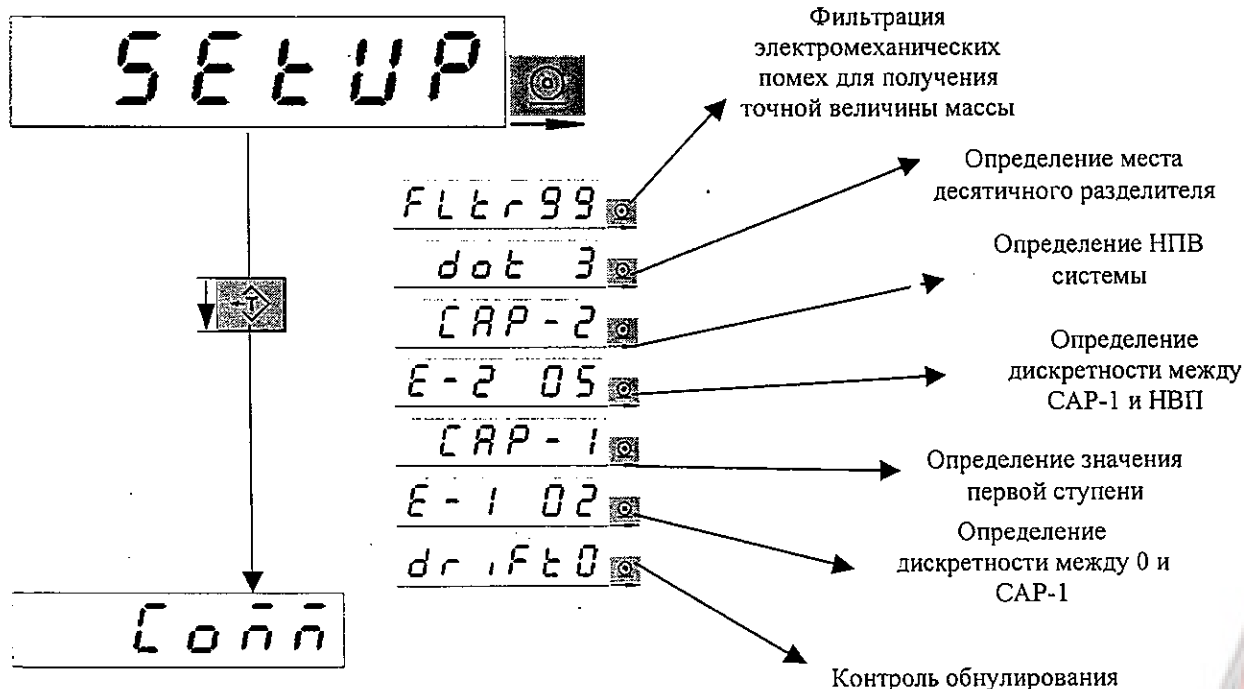 SEtUP
Фильтрация
электромеханических
помех для получения
точной величины массы
FLtr99
Определение места
десятичного разделителя
dot 3
Определение НПВ
системы
CAP-2
Определение
дискретности между
САР-1 и НВП
E-2 05
CAP-1
Определение значения
первой ступени
E-1 02
Определение
дискретности между 0 и
САР-1
driFt0
Контроль обнулирования
→T
Conn